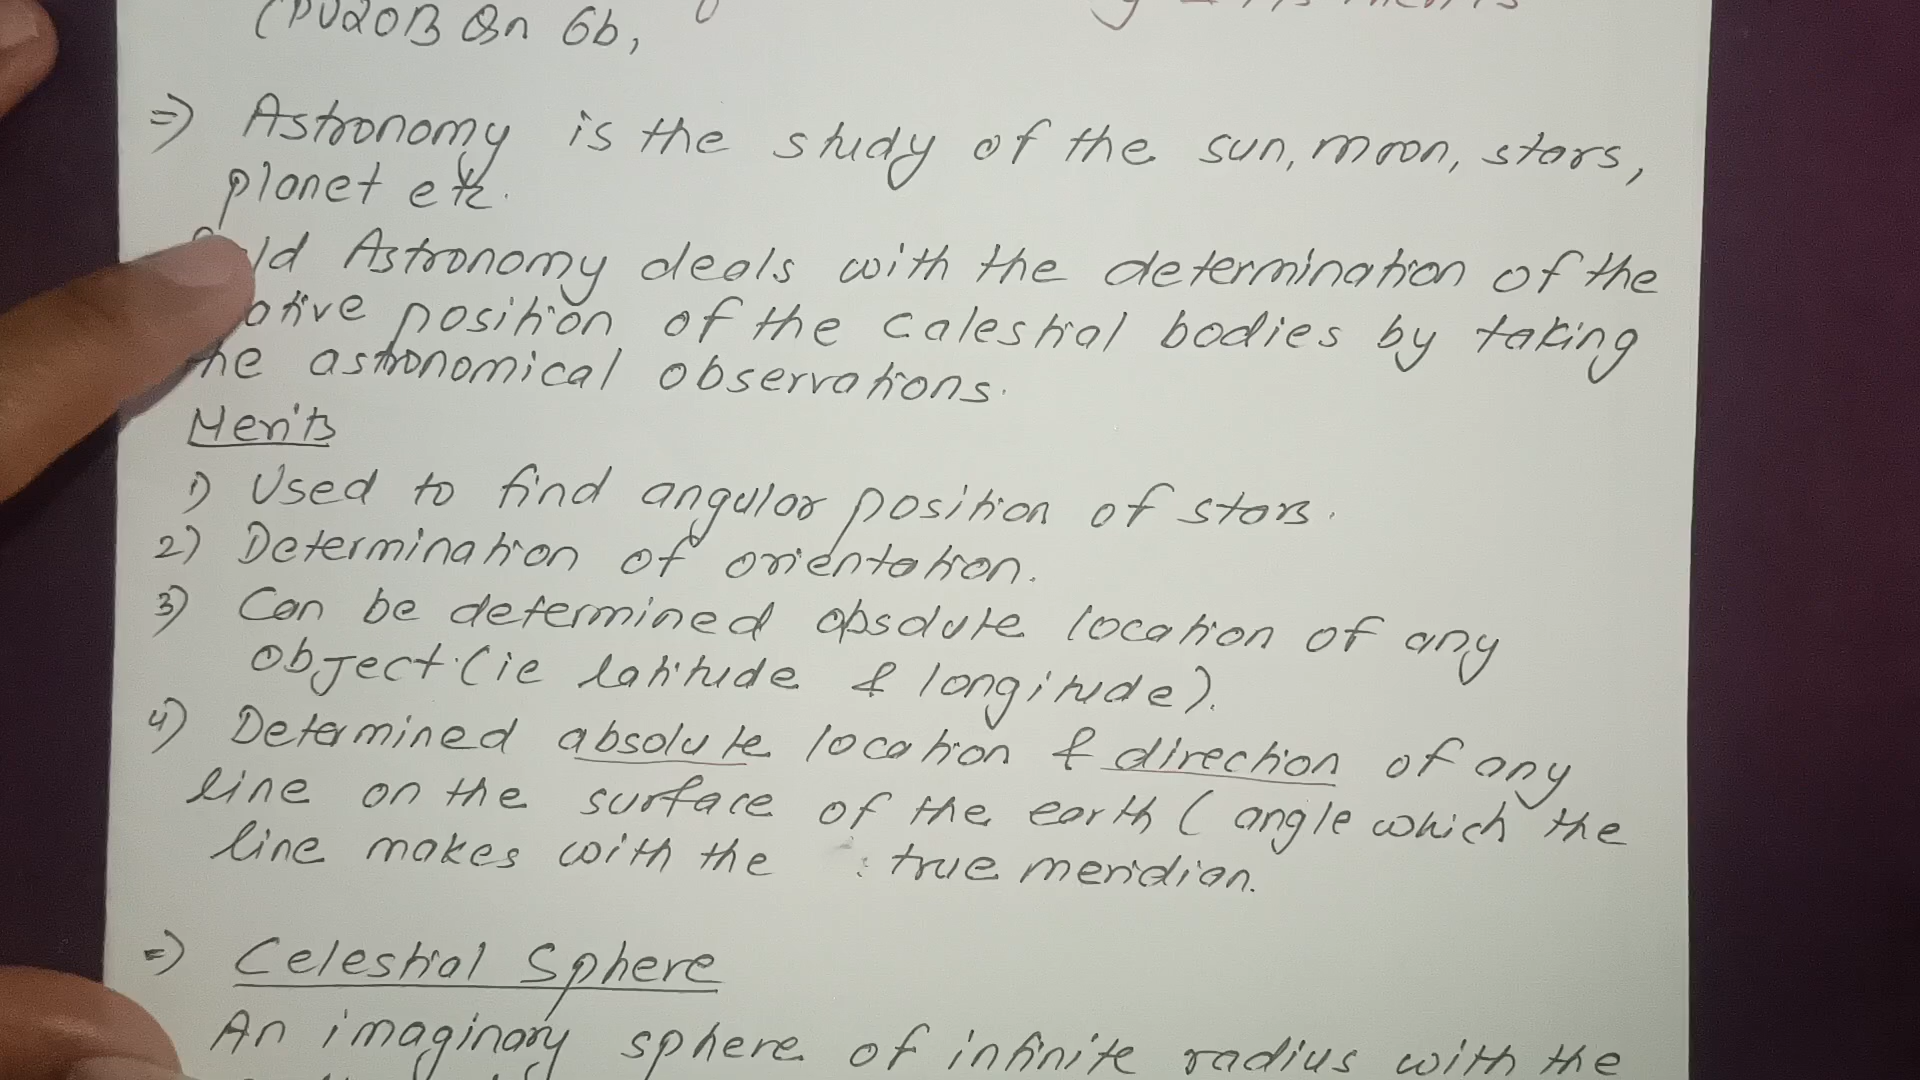 (PU2013 Qn 6b,
=) Astronomy is the study of the sun, moon, stars,
planet etc.
ld Astronomy deals with the determination of the
ative position of the calestial bodies by taking
he astronomical observations.
Merits
1) Used to find angular position of stars.
2) Determination of orientation.
3) Can be determined absolute location of any
object (ie latitude & longitude).
4) Determined absolute location & direction of any
line on the surface of the earth ( angle which the
line makes with the : true meridian.
=) Celestial Sphere
An imaginary sphere of infinite radius with the